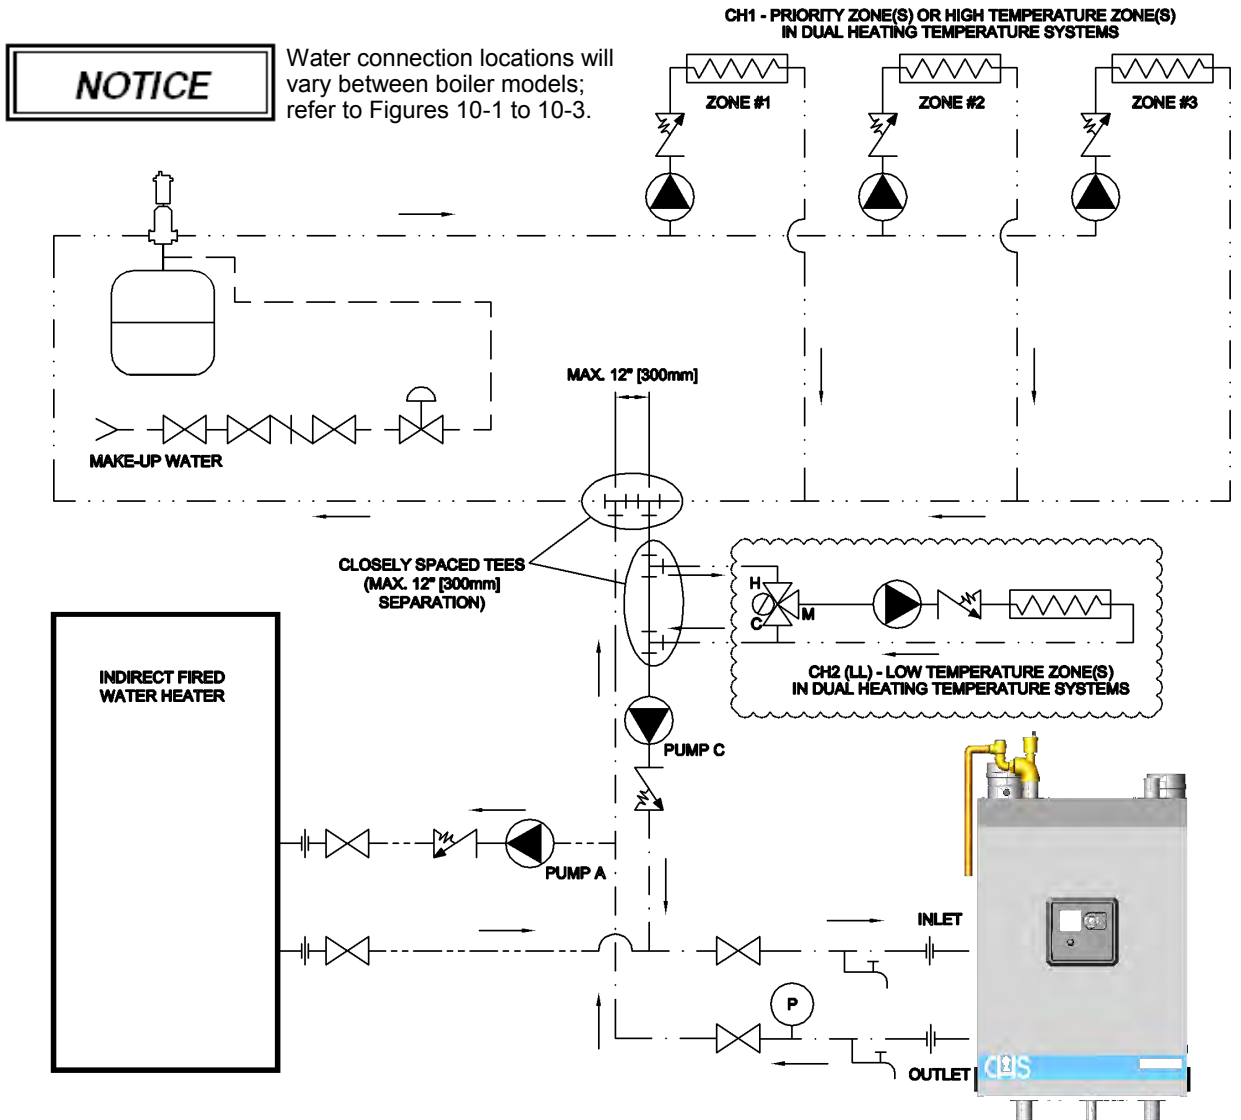 CH1 - PRIORITY ZONE(S) OR HIGH TEMPERATURE ZONE(S)
IN DUAL HEATING TEMPERATURE SYSTEMS
NOTICE
Water connection locations will
vary between boiler models;
refer to Figures 10-1 to 10-3.
ZONE #1
ZONE #2
ZONE #3
MAX. 12" [300mm]
MAKE-UP WATER
CLOSELY SPACED TEES
(MAX. 12" [300mm]
SEPARATION)
H
C
M
CH2 (LL) - LOW TEMPERATURE ZONE(S)
IN DUAL HEATING TEMPERATURE SYSTEMS
INDIRECT FIRED
WATER HEATER
PUMP C
PUMP A
INLET
P
OUTLET